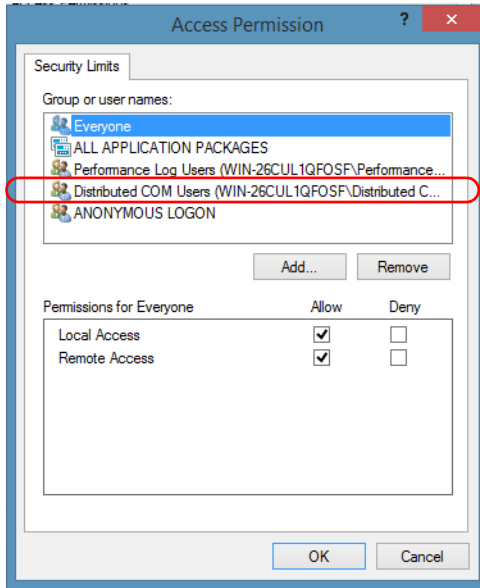 Access Permission
?
Security Limits
Group or user names:
Everyone
ALL APPLICATION PACKAGES
Performance Log Users (WIN-26CUL1QFOSF\Performance...
Distributed COM Users (WIN-26CUL1QFOSF\Distributed C...
ANONYMOUS LOGON
Add... Remove
Permissions for Everyone Allow Deny
Local Access
Remote Access
OK Cancel